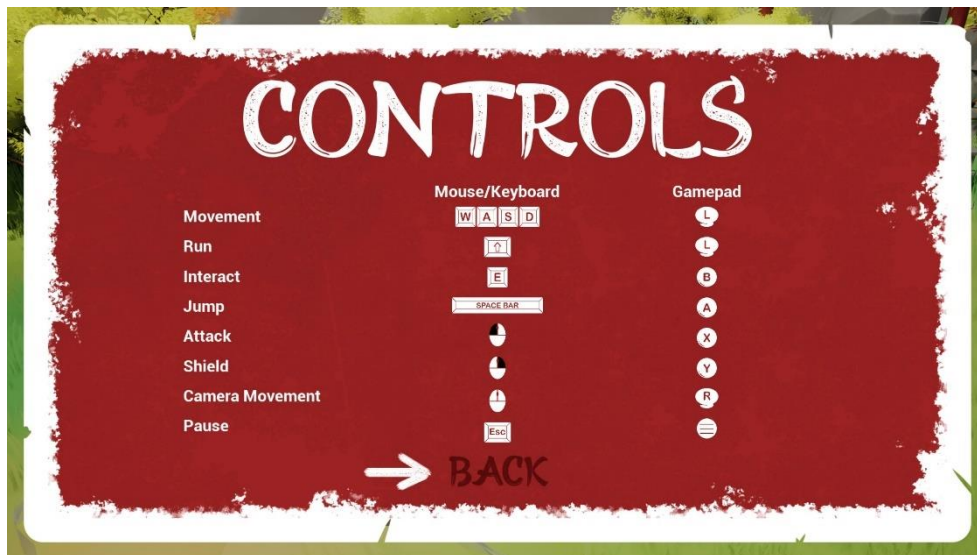 CONTROLS
Mouse/Keyboard Gamepad
Movement W A S D L
Run ⇧ L
Interact E B
Jump SPACE BAR A
Attack X
Shield Y
Camera Movement R
Pause Esc
BACK